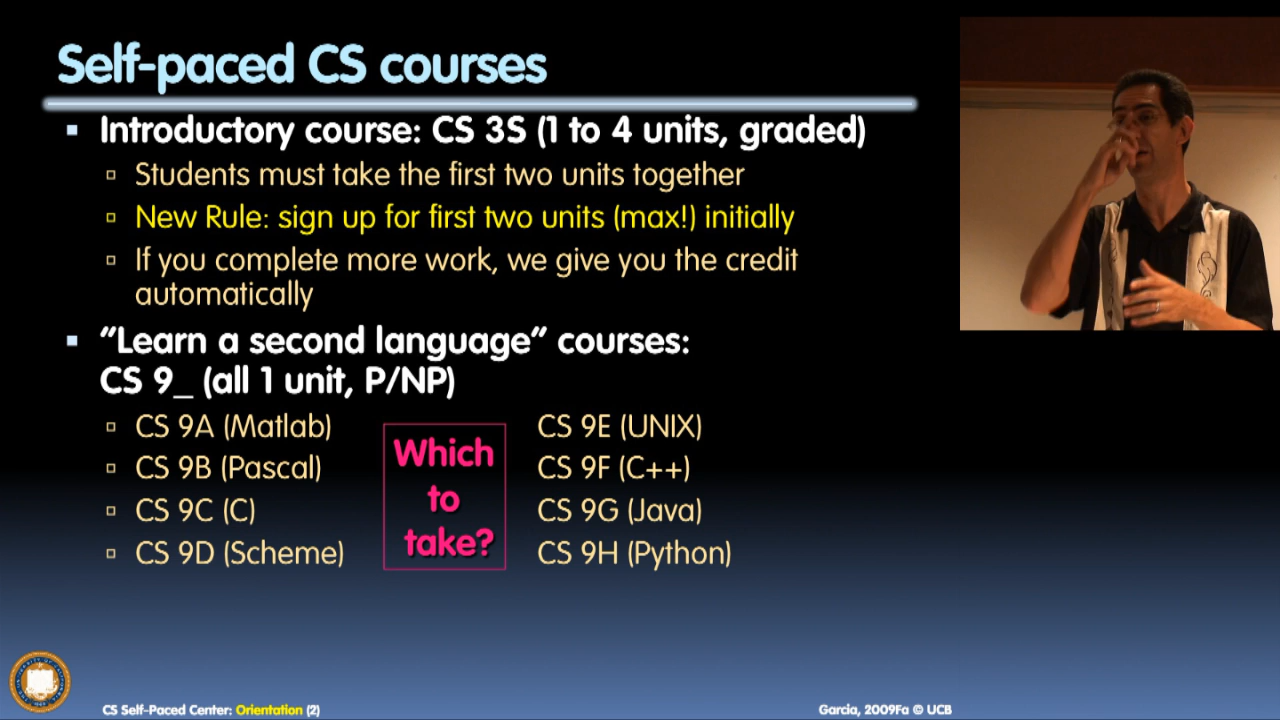 Self-paced CS courses
Introductory course: CS 3S (1 to 4 units, graded)
Students must take the first two units together
New Rule: sign up for first two units (max!) initially
If you complete more work, we give you the credit
automatically
“Learn a second language” courses:
CS 9_ (all 1 unit, P/NP)
CS 9A (Matlab)
CS 9B (Pascal)
CS 9C (C)
CS 9D (Scheme)
Which
to
take?
CS 9E (UNIX)
CS 9F (C++)
CS 9G (Java)
CS 9H (Python)
CS Self-Paced Center: Orientation (2)
Garcia, 2009Fa © UCB